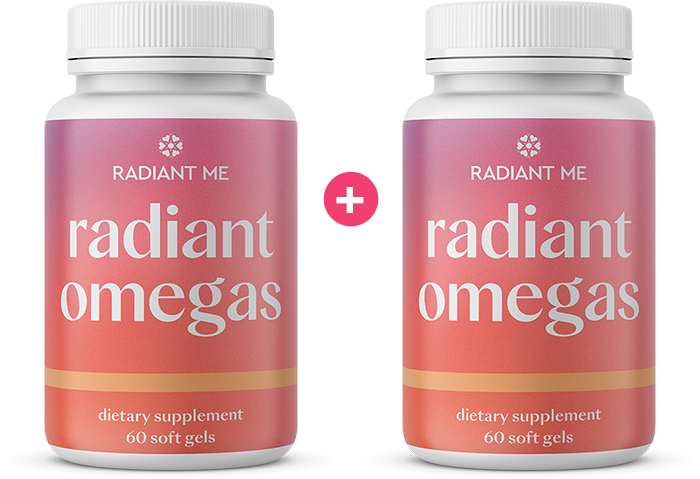 RADIANT ME
radiant
omegas
dietary supplement
60 soft gels
+
RADIANT ME
radiant
omegas
dietary supplement
60 soft gels